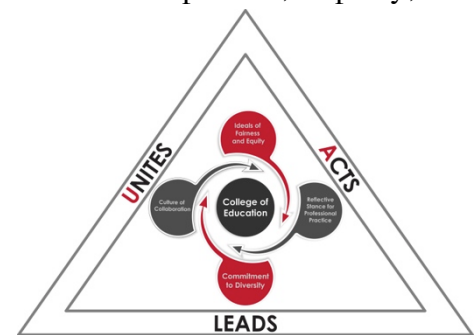 Ideals of
Fairness
and Equity
UNITES
ACTS
Culture of
Collaboration
College of
Education
Reflective
Stance for
Professional
Practice
Commitment
to Diversity
LEADS